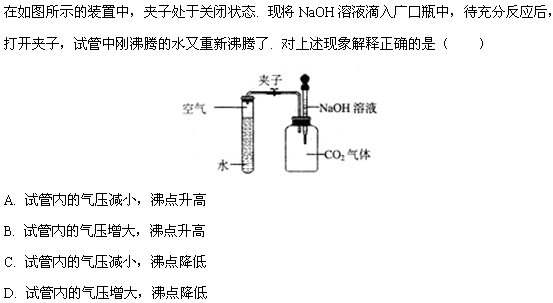 在如图所示的装置中，夹子处于关闭状态. 现将 NaOH 溶液滴入广口瓶中，待充分反应后，
打开夹子，试管中刚沸腾的水又重新沸腾了. 对上述现象解释正确的是（　　）
夹子
空气
NaOH 溶液
CO₂ 气体
水
A. 试管内的气压减小，沸点升高
B. 试管内的气压增大，沸点升高
C. 试管内的气压减小，沸点降低
D. 试管内的气压增大，沸点降低